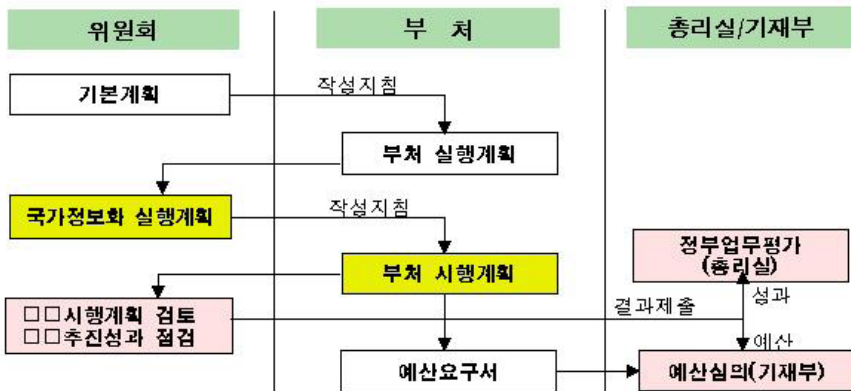 위원회
부 처
총리실/기재부
기본계획
작성지침
부처 실행계획
국가정보화 실행계획
작성지침
부처 시행계획
정부업무평가
(총리실)
□□시행계획 검토
□□추진성과 점검
결과제출
성과
예산
예산요구서
예산심의(기재부)